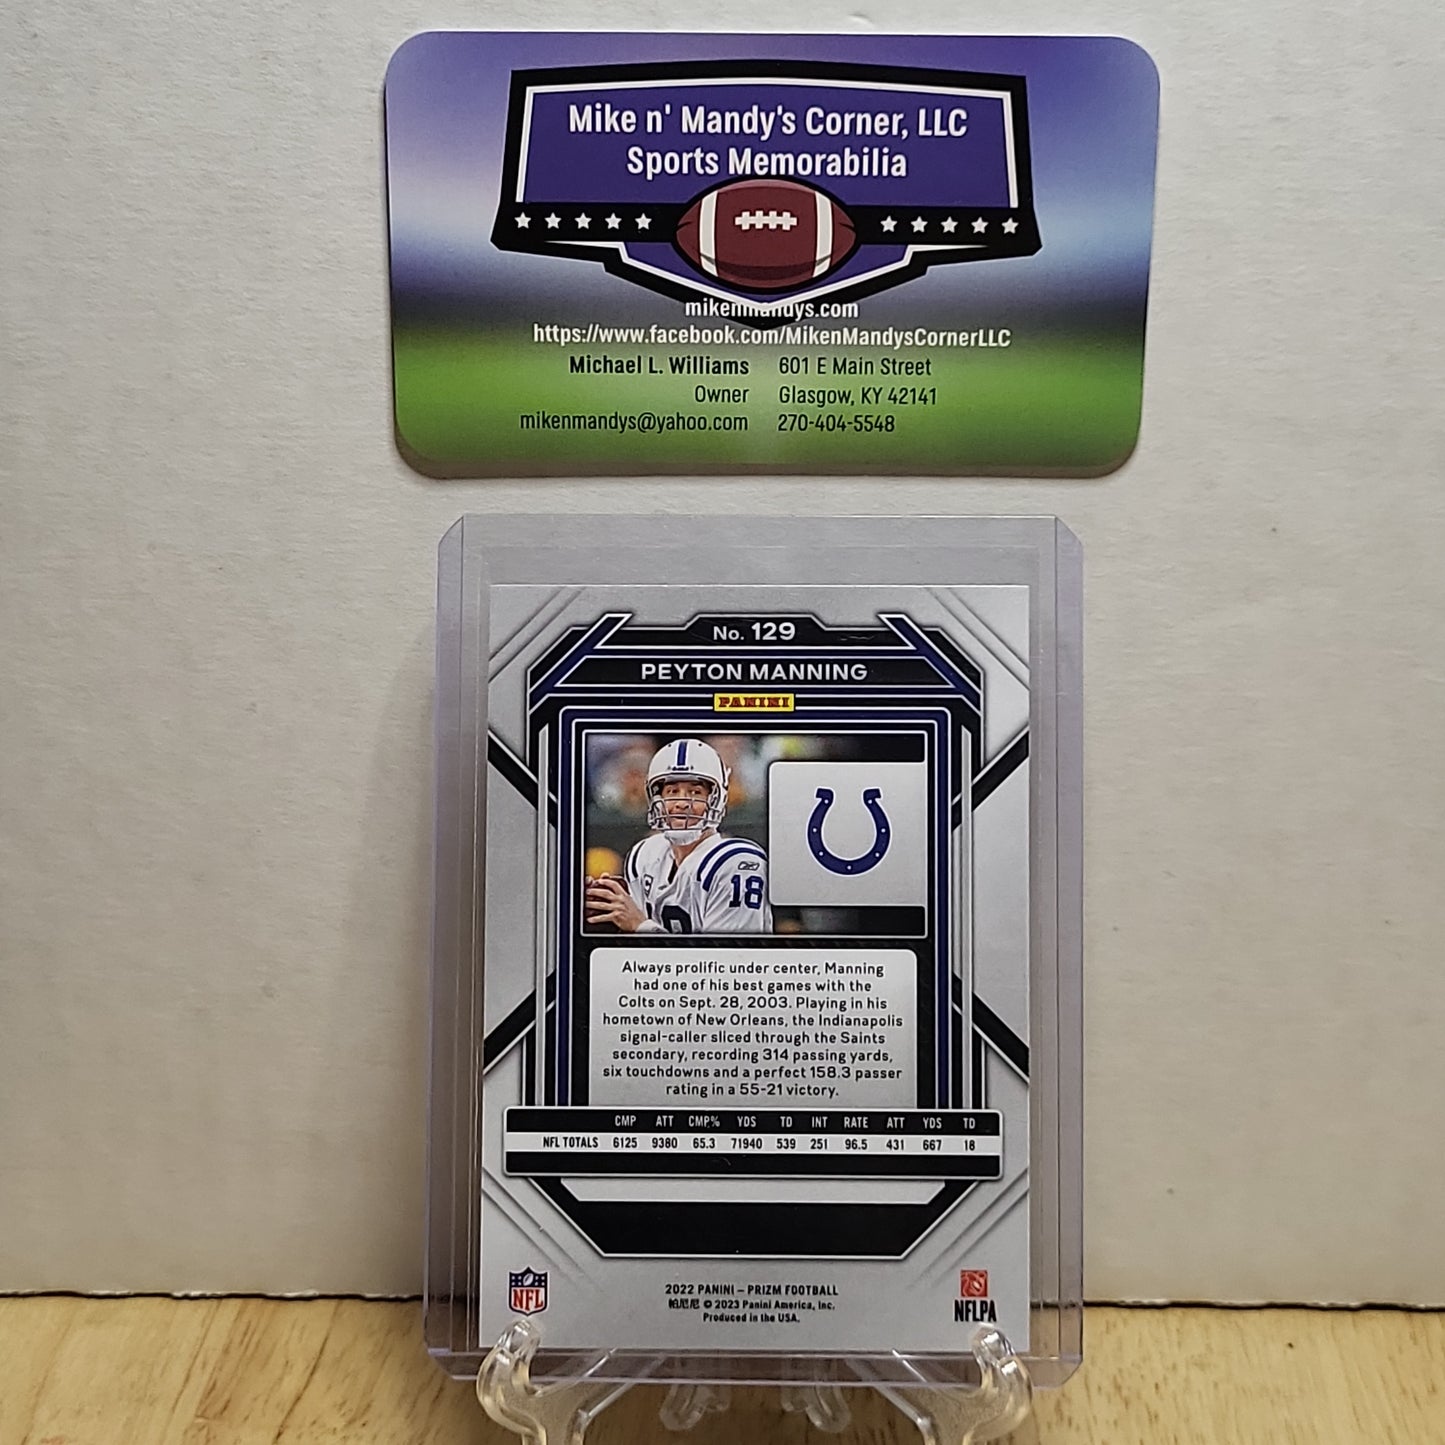 Mike n' Mandy's Corner, LLC
Sports Memorabilia
mikenmandys.com
https://www.facebook.com/MikenMandysCornerLLC
Michael L. Williams
Owner
mikenmandys@yahoo.com
601 E Main Street
Glasgow, KY 42141
270-404-5548
No. 129
PEYTON MANNING
PANINI
18
18
Always prolific under center, Manning
had one of his best games with the
Colts on Sept. 28, 2003. Playing in his
hometown of New Orleans, the Indianapolis
signal-caller sliced through the Saints
secondary, recording 314 passing yards,
six touchdowns and a perfect 158.3 passer
rating in a 55-21 victory.
CMP ATT CMP% YDS TD INT RATE ATT YDS TD
NFL TOTALS 6125 9380 65.3 71940 539 251 96.5 431 667 18
NFL
2022 PANINI – PRIZM FOOTBALL
帕尼尼 © 2023 Panini America, Inc.
Produced in the USA.
NFLPA